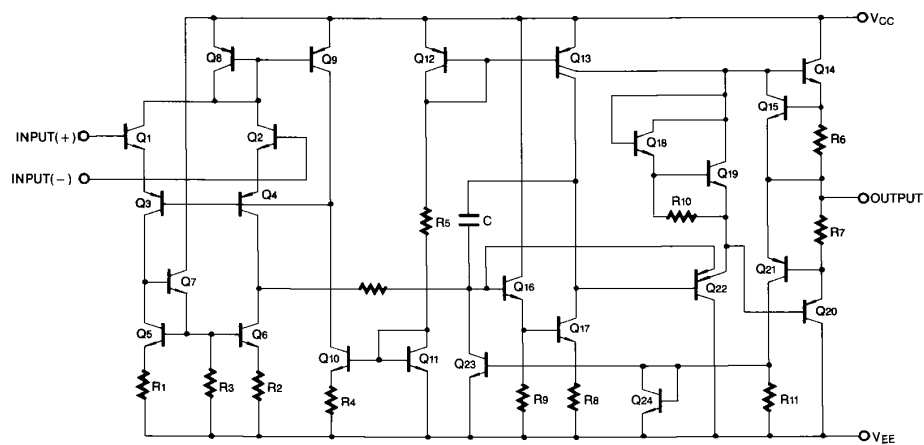 VCC
Q8
Q9
Q12
Q13
Q14
Q15
INPUT(+)
Q1
Q2
Q18
R6
INPUT(−)
Q3
Q4
Q19
OUTPUT
R5
C
R10
R7
Q7
Q16
Q22
Q21
Q5
Q6
Q10
Q11
Q23
Q17
Q20
R1
R3
R2
R4
R9
R8
Q24
R11
VEE